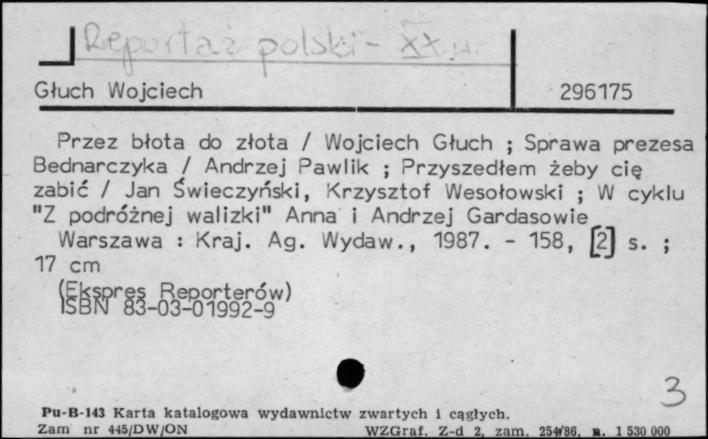 Reportaż polski - XX w.
Głuch Wojciech 296175
Przez błota do złota / Wojciech Głuch ; Sprawa prezesa
Bednarczyka / Andrzej Pawlik ; Przyszedłem żeby cię
zabić / Jan Świeczyński, Krzysztof Wesołowski ; W cyklu
"Z podróżnej walizki" Anna i Andrzej Gardasowie
Warszawa : Kraj. Ag. Wydaw., 1987. - 158, [2] s. ;
17 cm
(Ekspres Reporterów)
ISBN 83-03-01992-9
3
Pu-B-143 Karta katalogowa wydawnictw zwartych i ciągłych.
Zam nr 445/DW/ON WZGraf. Z-d 2, zam. 254/86, n. 1 530 000